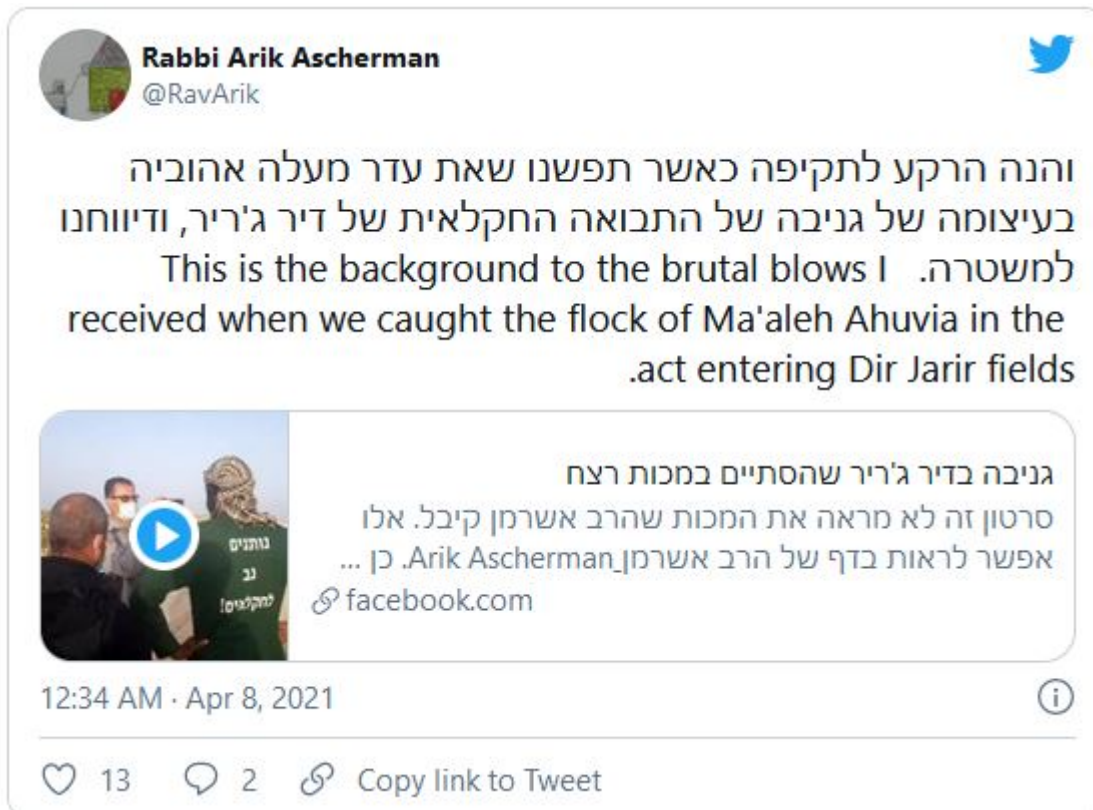 Rabbi Arik Ascherman
@RavArik
והנה הרקע לתקיפה כאשר תפשנו שאת עדר מעלה אהוביה
בעיצומה של גניבה של התבואה החקלאית של דיר ג'ריר, ודיווחנו
למשטרה. This is the background to the brutal blows I
received when we caught the flock of Ma'aleh Ahuvia in the
act entering Dir Jarir fields.
גניבה בדיר ג'ריר שהסתיים במכות רצח
סרטון זה לא מראה את המכות שהרב אשרמן קיבל. אלו
אפשר לראות בדף של הרב אשרמן_Arik Ascherman. כן ...
facebook.com
נותנים
גב
לחקלאים!
12:34 AM · Apr 8, 2021
13 2 Copy link to Tweet